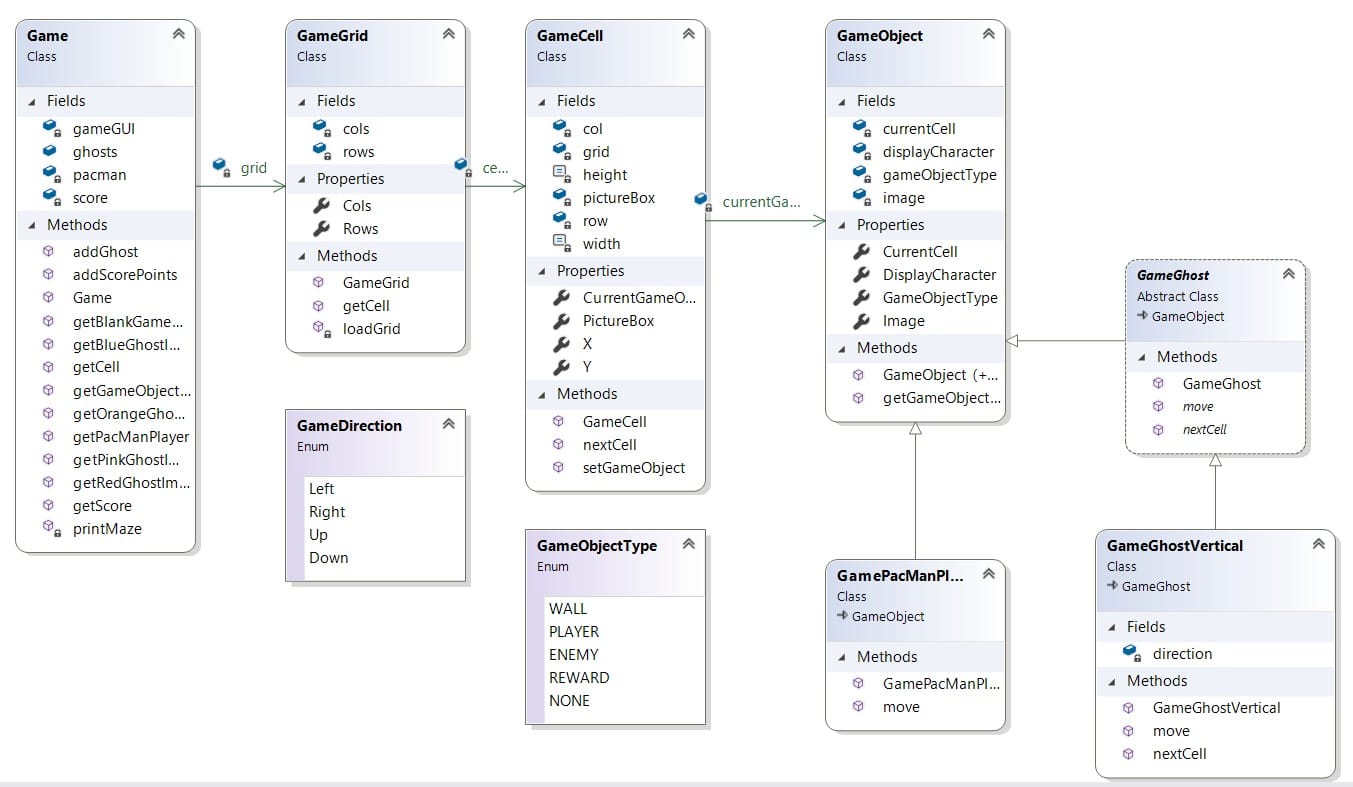 Game
Class
Fields
gameGUI
ghosts
pacman
score
Methods
addGhost
addScorePoints
Game
getBlankGame...
getBlueGhostI...
getCell
getGameObject...
getOrangeGho...
getPacManPlayer
getPinkGhostI...
getRedGhostIm...
getScore
printMaze
grid
GameGrid
Class
Fields
cols
rows
Properties
Cols
Rows
Methods
GameGrid
getCell
loadGrid
ce...
GameDirection
Enum
Left
Right
Up
Down
GameCell
Class
Fields
col
grid
height
pictureBox
row
width
Properties
CurrentGameO...
PictureBox
X
Y
Methods
GameCell
nextCell
setGameObject
currentGa...
GameObjectType
Enum
WALL
PLAYER
ENEMY
REWARD
NONE
GameObject
Class
Fields
currentCell
displayCharacter
gameObjectType
image
Properties
CurrentCell
DisplayCharacter
GameObjectType
Image
Methods
GameObject (+...
getGameObject...
GamePacManPl...
Class
GameObject
Methods
GamePacManPl...
move
GameGhost
Abstract Class
GameObject
Methods
GameGhost
move
nextCell
GameGhostVertical
Class
GameGhost
Fields
direction
Methods
GameGhostVertical
move
nextCell